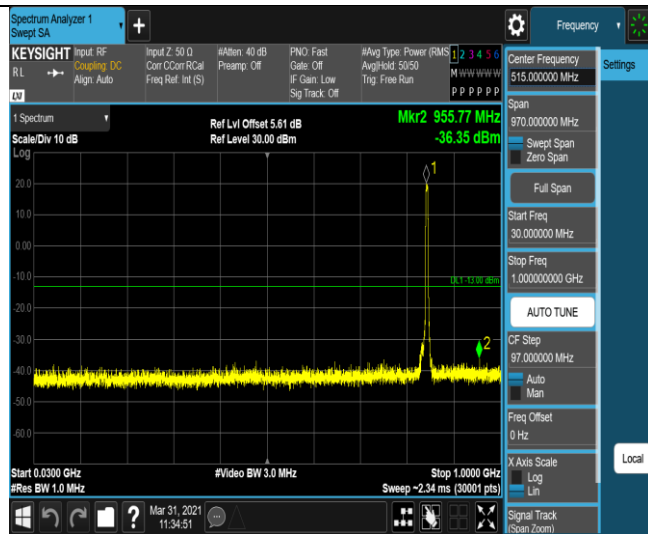 Spectrum Analyzer 1
Swept SA
Frequency
KEYSIGHT
RL
LXI
Input: RF
Coupling: DC
Align: Auto
Input Z: 50 Ω
Corr CCorr RCal
Freq Ref: Int (S)
#Atten: 40 dB
Preamp: Off
PNO: Fast
Gate: Off
IF Gain: Low
Sig Track: Off
#Avg Type: Power (RMS
Avg|Hold: 50/50
Trig: Free Run
1 2 3 4 5 6
M W W W W W
P P P P P P
Center Frequency
515.000000 MHz
Settings
Span
970.000000 MHz
Swept Span
Zero Span
Full Span
Start Freq
30.000000 MHz
Stop Freq
1.000000000 GHz
AUTO TUNE
CF Step
97.000000 MHz
Auto
Man
Freq Offset
0 Hz
X Axis Scale
Log
Lin
Local
Signal Track
(Span Zoom)
1 Spectrum
Scale/Div 10 dB
Log
Ref Lvl Offset 5.61 dB
Ref Level 30.00 dBm
Mkr2 955.77 MHz
-36.35 dBm
1
20.0
10.0
0.00
-10.0
DL1 -13.00 dBm
-20.0
-30.0
2
-40.0
-50.0
-60.0
Start 0.0300 GHz
#Res BW 1.0 MHz
#Video BW 3.0 MHz
Stop 1.0000 GHz
Sweep ~2.34 ms (30001 pts)
?
Mar 31, 2021
11:34:51